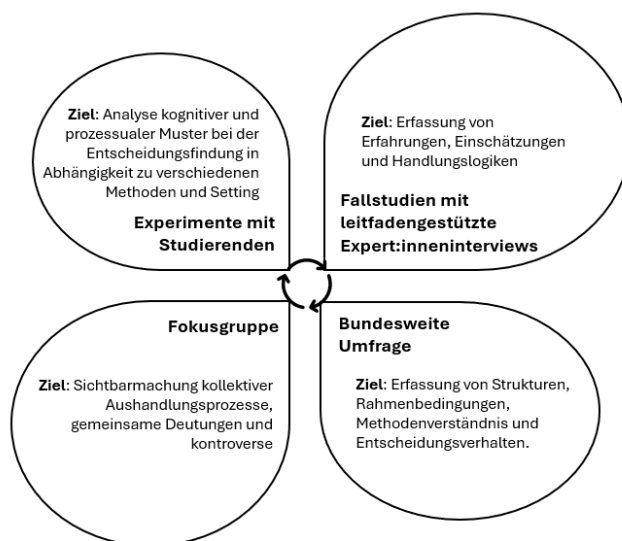 Ziel: Analyse kognitiver und
prozessualer Muster bei der
Entscheidungsfindung in
Abhängigkeit zu verschiedenen
Methoden und Setting
Experimente mit
Studierenden
Ziel: Erfassung von
Erfahrungen, Einschätzungen
und Handlungslogiken
Fallstudien mit
leitfadengestützte
Expert:inneninterviews
Fokusgruppe
Ziel: Sichtbarmachung kollektiver
Aushandlungsprozesse,
gemeinsame Deutungen und
kontroverse
Bundesweite
Umfrage
Ziel: Erfassung von Strukturen,
Rahmenbedingungen,
Methodenverständnis und
Entscheidungsverhalten.